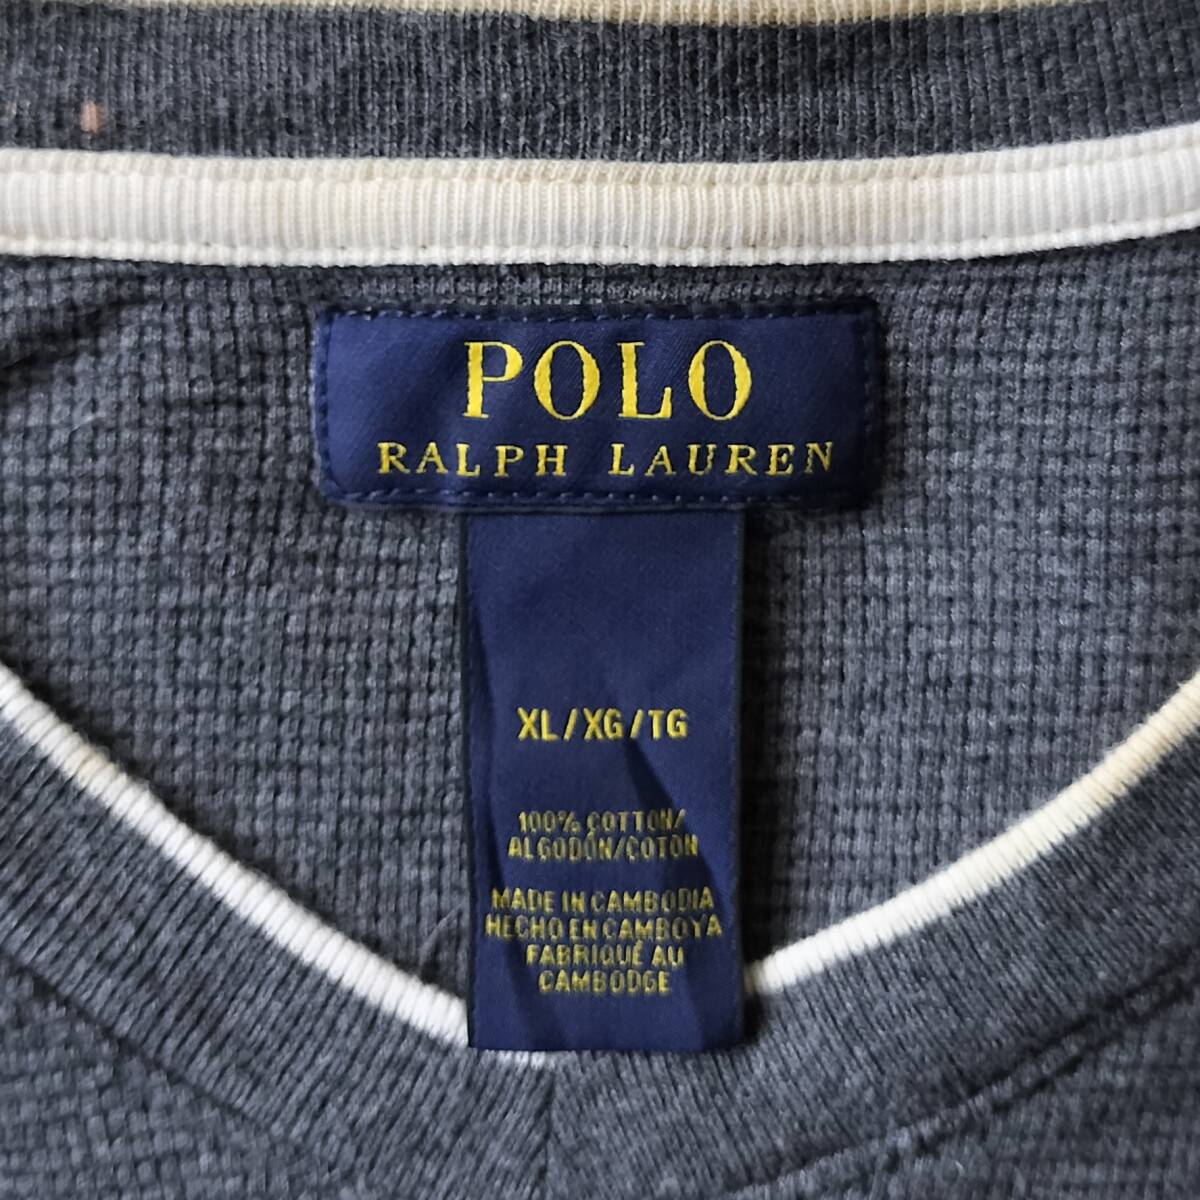 POLO
RALPH LAUREN
XL/XG/TG
100% COTTON/
ALGODÓN/COTON
MADE IN CAMBODIA
HECHO EN CAMBOYA
FABRIQUÉ AU
CAMBODGE